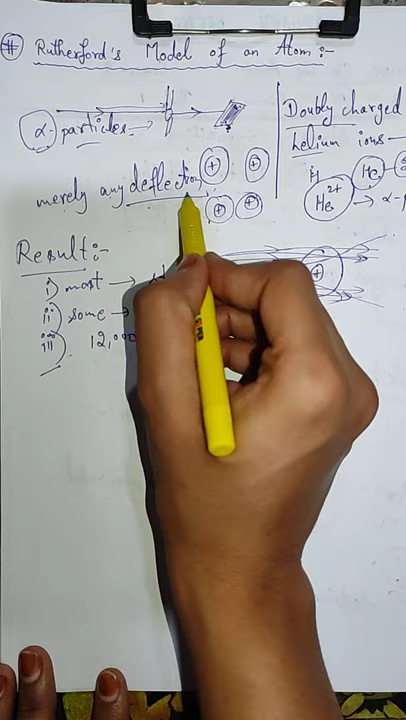 # Rutherford's Model of an Atom:-
α-particles.
merely any deflection
Result:-
i) most →
ii) some →
iii) 12,000
Doubly charged
helium ions
He²⁺ → α-p
+
+
+
+
+